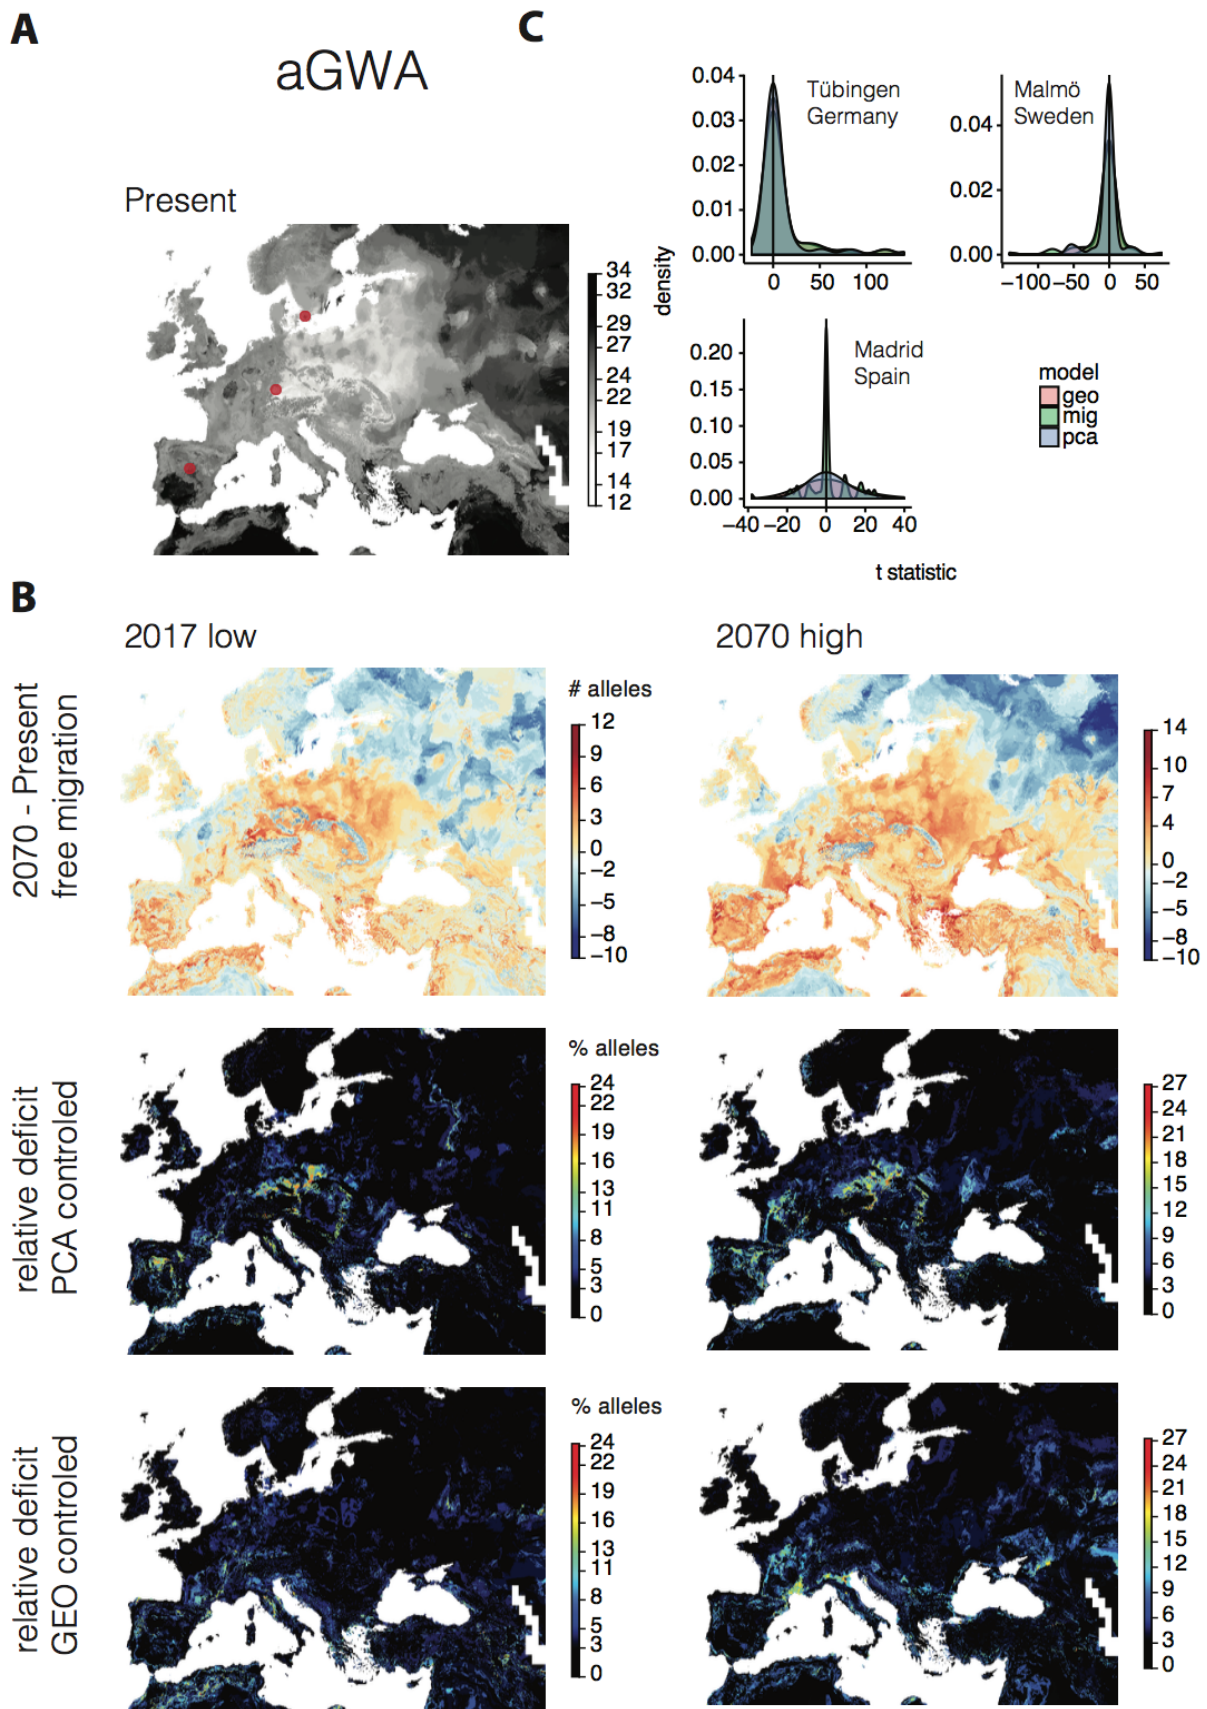 A
aGWA
Present
34
32
29
27
24
22
19
17
14
12
C
Tübingen
Germany
0.04
0.03
0.02
0.01
0.00
0 50 100
Malmö
Sweden
0.04
0.02
0.00
−100 −50 0 50
density
Madrid
Spain
0.20
0.15
0.10
0.05
0.00
−40 −20 0 20 40
t statistic
model
geo
mig
pca
B
2017 low
2070 high
2070 - Present
free migration
# alleles
12
9
6
3
0
−2
−5
−8
−10
14
10
7
4
0
−2
−5
−8
−10
relative deficit
PCA controled
% alleles
24
22
19
16
13
11
8
5
3
0
27
24
21
18
15
12
9
6
3
0
relative deficit
GEO controled
% alleles
24
22
19
16
13
11
8
5
3
0
27
24
21
18
15
12
9
6
3
0